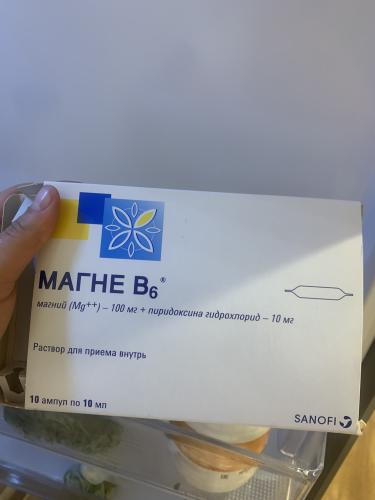 МАГНЕ В₆®
магний (Mg⁺⁺) – 100 мг + пиридоксина гидрохлорид – 10 мг
Раствор для приема внутрь
10 ампул по 10 мл
SANOFI